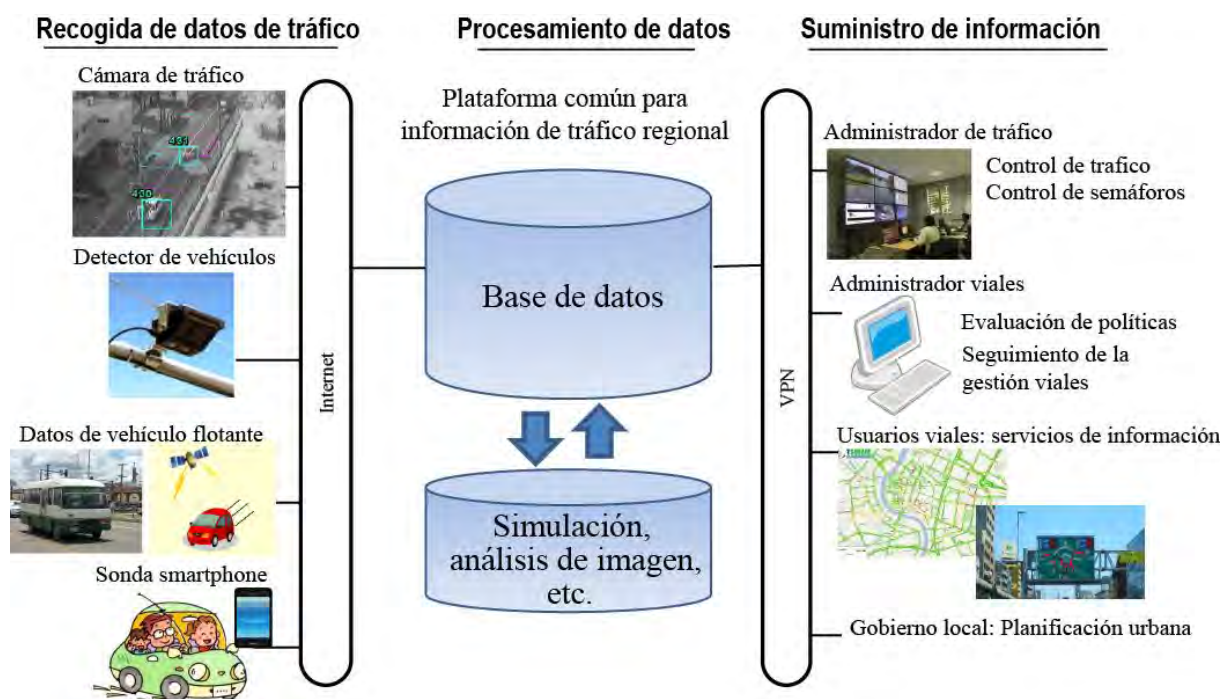 Recogida de datos de tráfico
Cámara de tráfico
481
480
Detector de vehículos
Datos de vehículo flotante
Sonda smartphone
Internet
Procesamiento de datos
Plataforma común para
información de tráfico regional
Base de datos
Simulación,
análisis de imagen,
etc.
VPN
Suministro de información
Administrador de tráfico
Control de trafico
Control de semáforos
Administrador viales
Evaluación de políticas
Seguimiento de la
gestión viales
Usuarios viales: servicios de información
Gobierno local: Planificación urbana